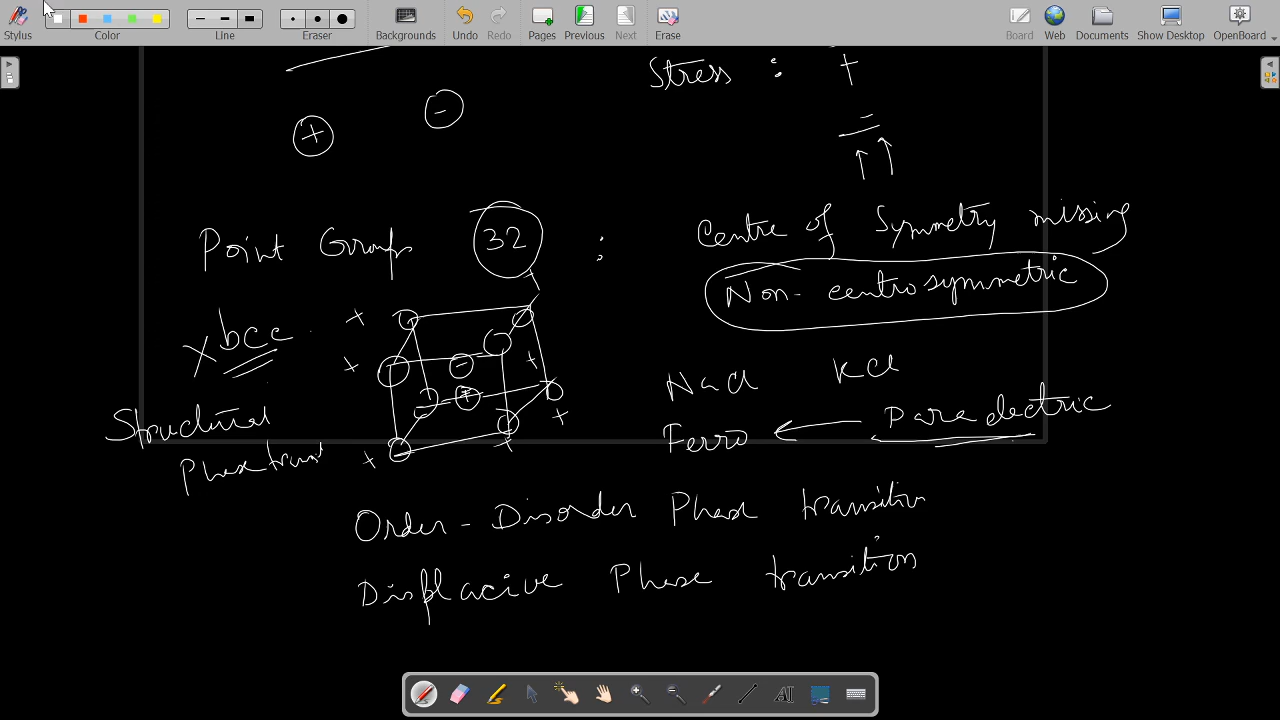 Stylus Color Line Eraser Backgrounds Undo Redo Pages Previous Next Erase Board Web Documents Show Desktop OpenBoard
Stress : +
-
+ -
Point Groups 32 : Centre of Symmetry missing
Non-centrosymmetric
X bcc
NaCl KCl
Structural
Phase transt
Ferro ← Paraelectric
Order-Disorder Phase transition
Displacive Phase transition